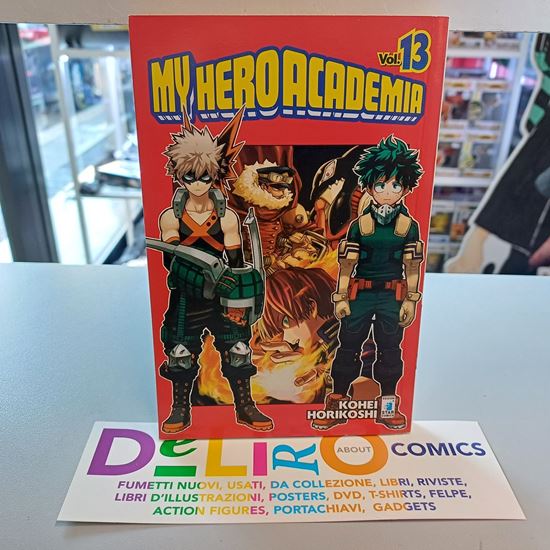 Vol. 13
MY HERO ACADEMIA
KOHEI
HORIKOSHI
DeLiRO ABOUT COMICS
FUMETTI NUOVI, USATI, DA COLLEZIONE, LIBRI, RIVISTE,
LIBRI D'ILLUSTRAZIONI, POSTERS, DVD, T-SHIRTS, FELPE,
ACTION FIGURES, PORTACHIAVI, GADGETS